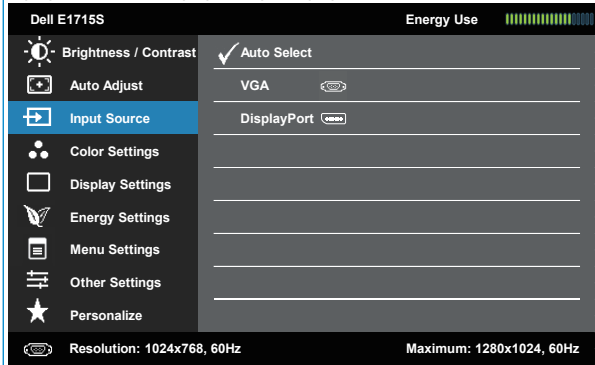 Dell E1715S Energy Use
Brightness / Contrast
Auto Adjust
Input Source
Color Settings
Display Settings
Energy Settings
Menu Settings
Other Settings
Personalize
Auto Select
VGA
DisplayPort
Resolution: 1024x768, 60Hz Maximum: 1280x1024, 60Hz